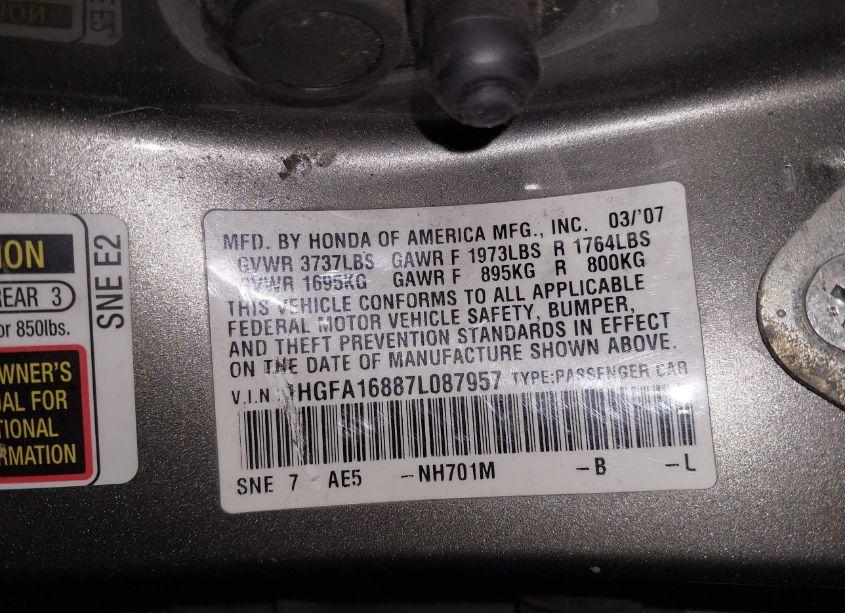 ION
REAR 3
or 850lbs.
SNE E2
WNER'S
AL FOR
TIONAL
ORMATION
MFD. BY HONDA OF AMERICA MFG., INC. 03/'07
GVWR 3737LBS GAWR F 1973LBS R 1764LBS
GVWR 1695KG GAWR F 895KG R 800KG
THIS VEHICLE CONFORMS TO ALL APPLICABLE
FEDERAL MOTOR VEHICLE SAFETY, BUMPER,
AND THEFT PREVENTION STANDARDS IN EFFECT
ON THE DATE OF MANUFACTURE SHOWN ABOVE.
V.I.N. HGFA16887L087957 TYPE:PASSENGER CAR
SNE 7 AE5 -NH701M -B -L